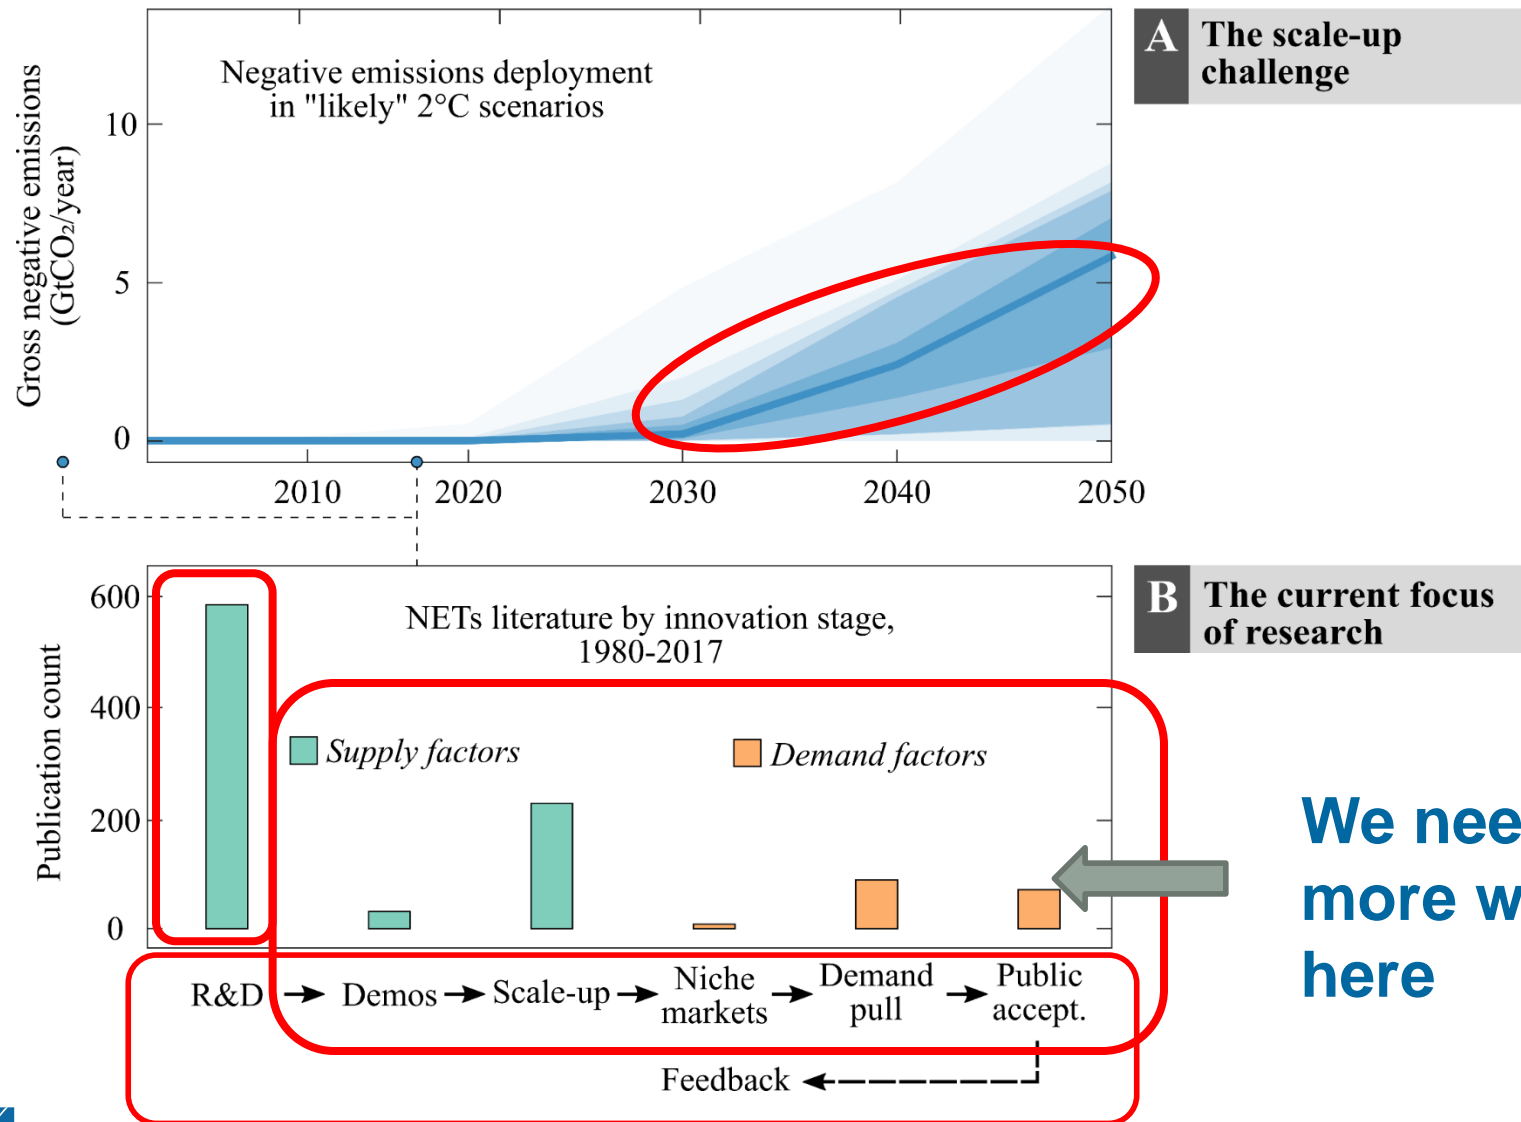 A The scale-up
challenge
Negative emissions deployment
in "likely" 2°C scenarios
Gross negative emissions
(GtCO₂/year)
10
5
0
2010 2020 2030 2040 2050
B The current focus
of research
NETs literature by innovation stage,
1980-2017
Publication count
600
400
200
0
Supply factors
Demand factors
R&D
Demos
Scale-up
Niche
markets
Demand
pull
Public
accept.
Feedback
We
more
here